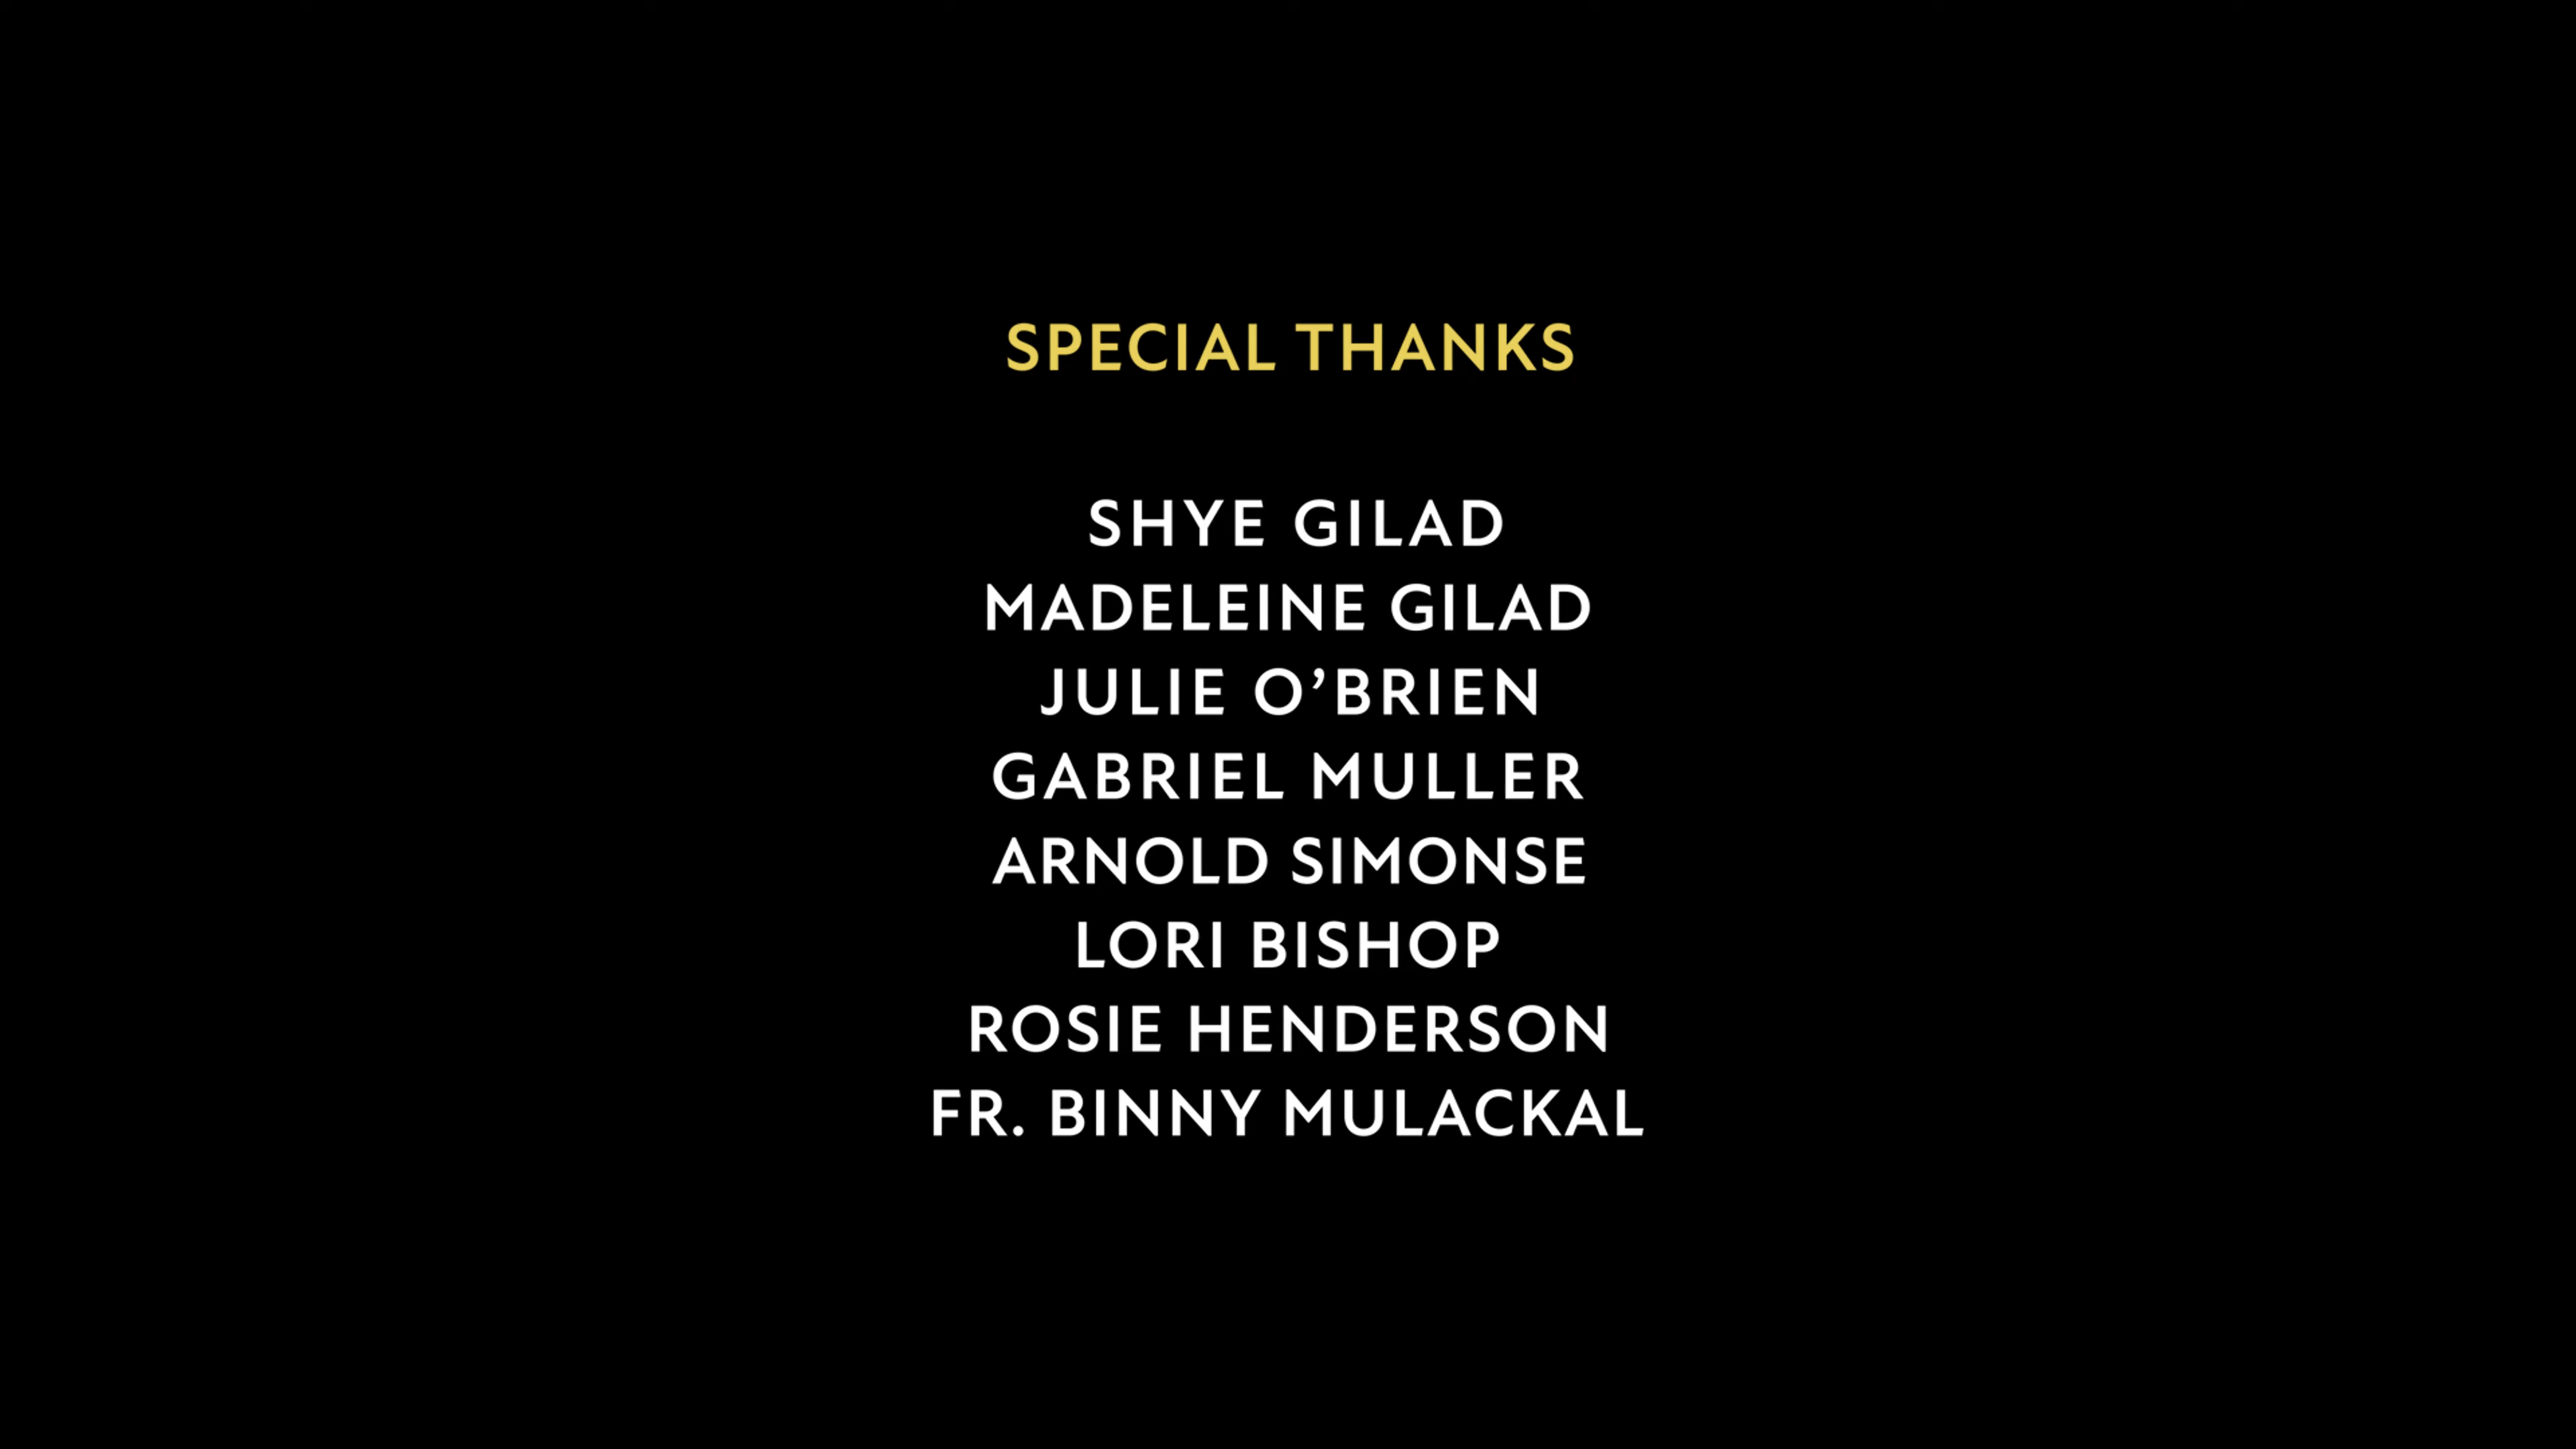 SPECIAL THANKS
SHYE GILAD
MADELEINE GILAD
JULIE O’BRIEN
GABRIEL MULLER
ARNOLD SIMONSE
LORI BISHOP
ROSIE HENDERSON
FR. BINNY MULACKAL